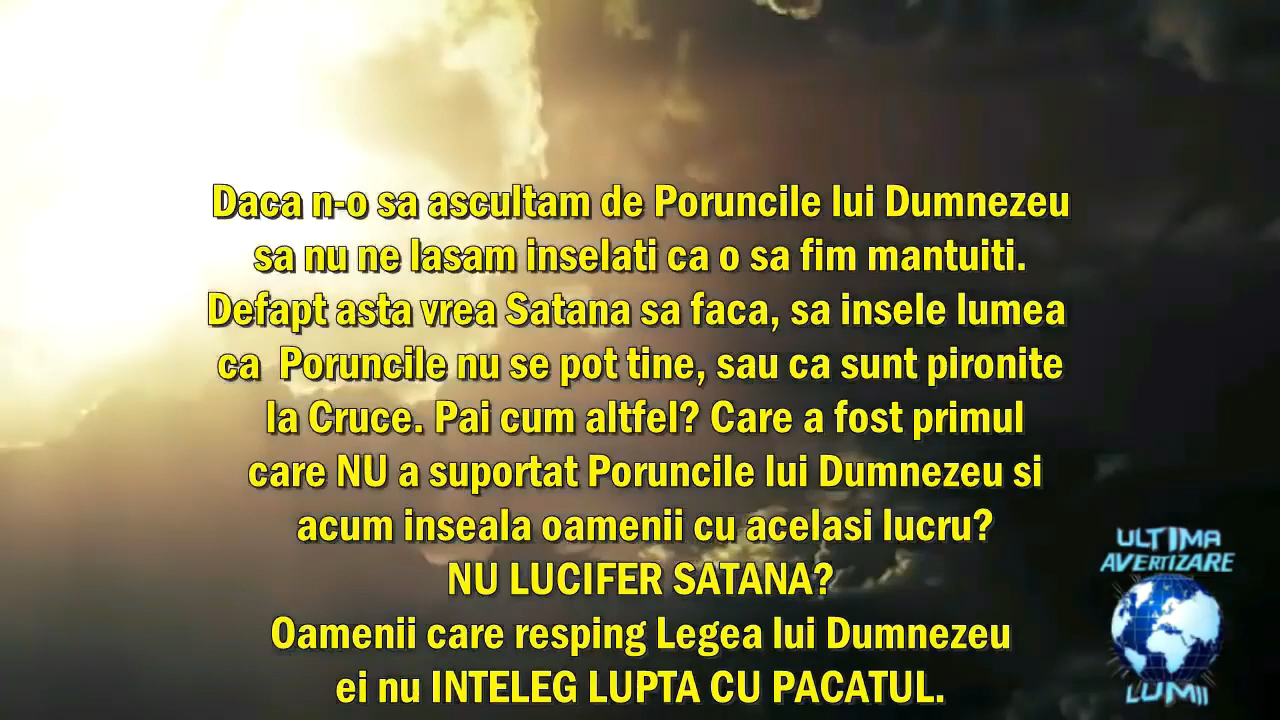 Daca n-o sa ascultam de Poruncile lui Dumnezeu
sa nu ne lasam inselati ca o sa fim mantuiti.
Defapt asta vrea Satana sa faca, sa insele lumea
ca  Poruncile nu se pot tine, sau ca sunt pironite
la Cruce. Pai cum altfel? Care a fost primul
care NU a suportat Poruncile lui Dumnezeu si
acum inseala oamenii cu acelasi lucru?
NU LUCIFER SATANA?
Oamenii care resping Legea lui Dumnezeu
ei nu INTELEG LUPTA CU PACATUL.
ULTIMA
AVERTIZARE
LUMII